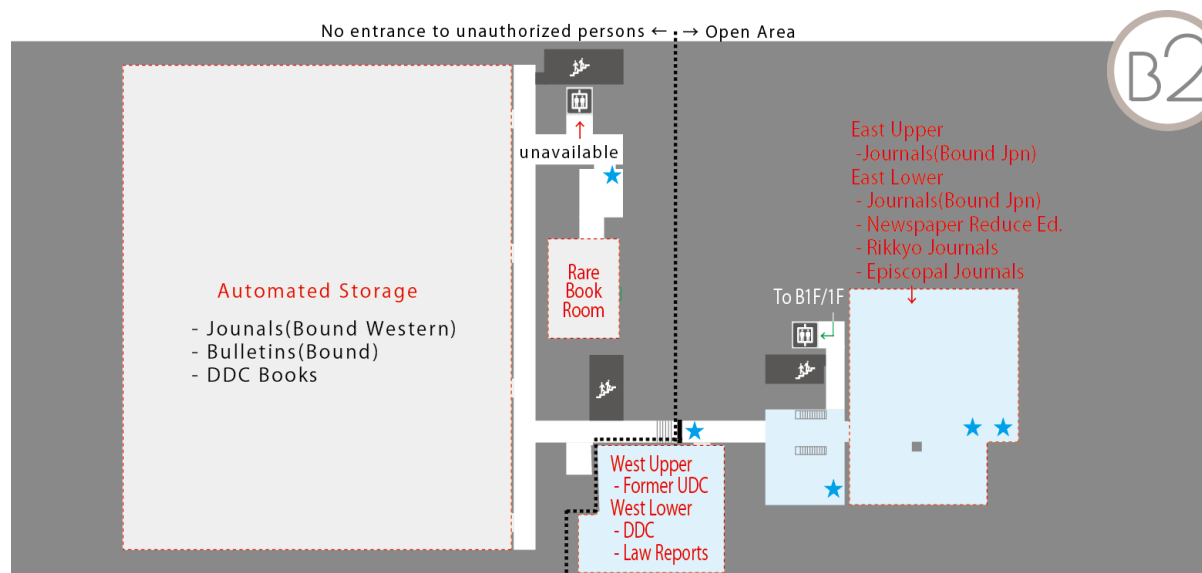 No entrance to unauthorized persons ← → Open Area
B2
unavailable
East Upper
-Journals(Bound Jpn)
East Lower
- Journals(Bound Jpn)
- Newspaper Reduce Ed.
- Rikkyo Journals
- Episcopal Journals
Rare
Book
Room
Automated Storage
- Jounals(Bound Western)
- Bulletins(Bound)
- DDC Books
To B1F/1F
West Upper
- Former UDC
West Lower
- DDC
- Law Reports